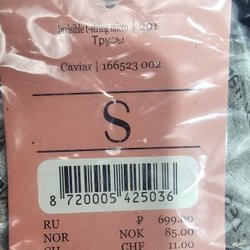 Invisible t-string micro | 201
Трусы
Caviar | 166523 002
S
8 720005 425036
RU ₽ 699.00
NOR NOK 85.00
CH CHF 11.00